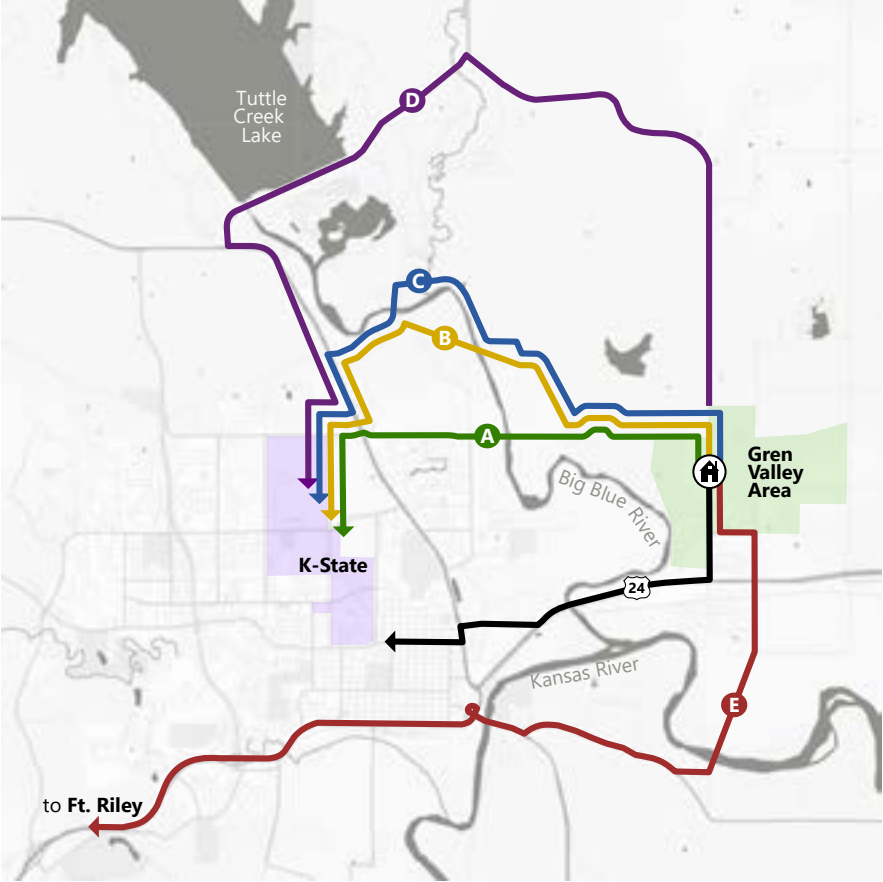 D
Tuttle
Creek
Lake
C
B
A
Gren
Valley
Area
Big Blue River
K-State
24
Kansas River
E
to Ft. Riley